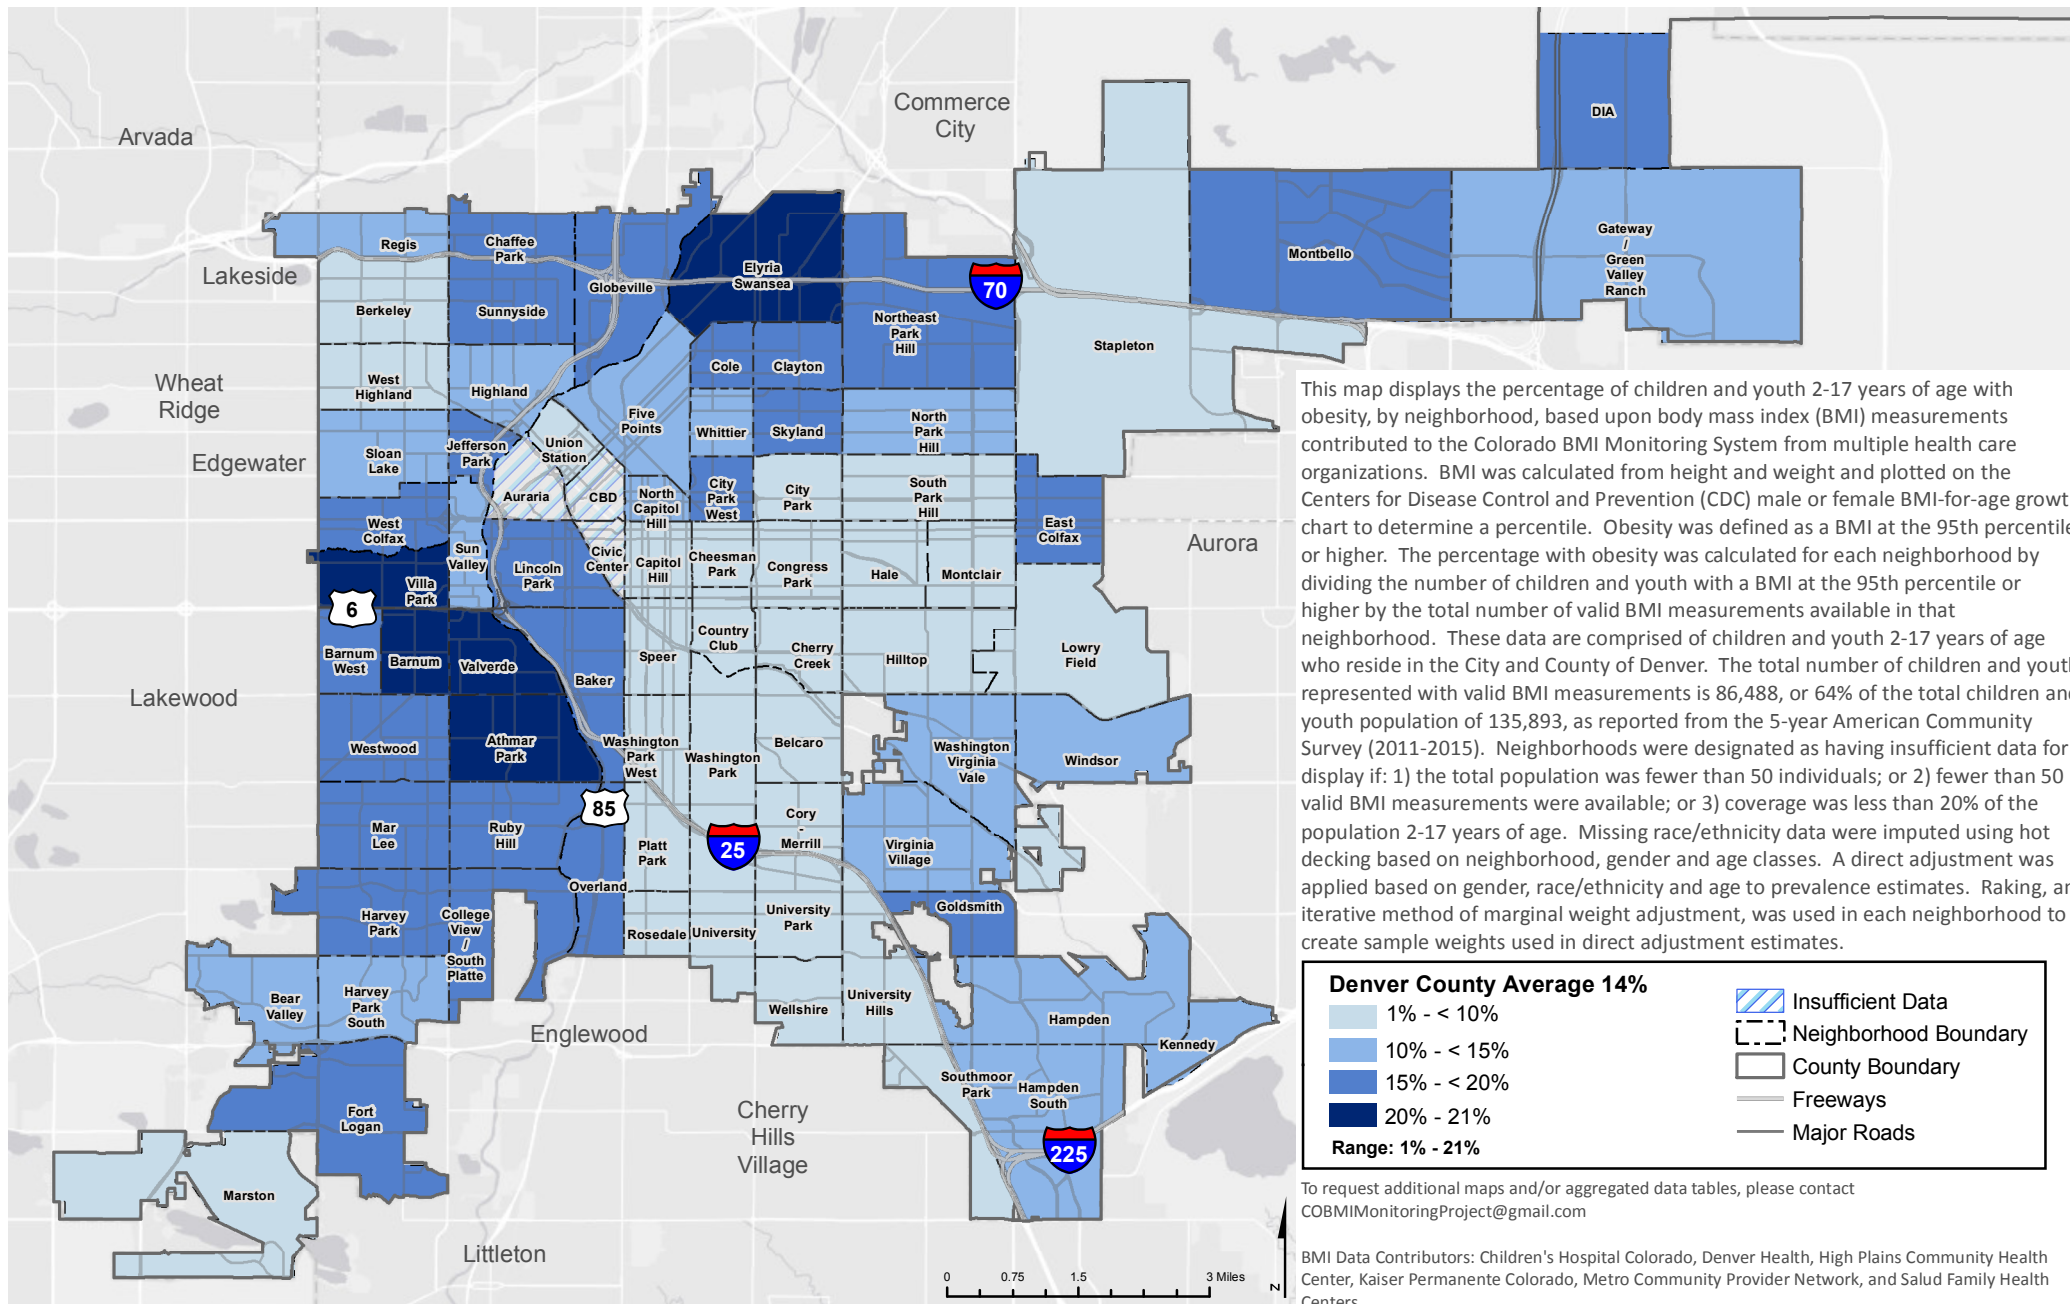 Commerce
City
Arvada
DIA
Regis
Chaffee
Park
Gateway
/
Green
Valley
Ranch
Montbello
Lakeside
Elyria
Swansea
Globeville
70
Berkeley
Sunnyside
Northeast
Park
Hill
Stapleton
Cole
Clayton
Wheat
Ridge
West
Highland
Highland
Five
Points
Whittier
Skyland
North
Park
Hill
Union
Station
Jefferson
Park
Sloan
Lake
Edgewater
Auraria
CBD
North
Capitol
Hill
City
Park
West
City
Park
South
Park
Hill
West
Colfax
East
Colfax
Aurora
Sun
Valley
Lincoln
Park
Civic
Center
Capitol
Hill
Cheesman
Park
Congress
Park
Hale
Montclair
Villa
Park
6
Barnum
West
Barnum
Valverde
Baker
Speer
Country
Club
Cherry
Creek
Hilltop
Lowry
Field
Lakewood
Westwood
Athmar
Park
Washington
Park
West
Washington
Park
Belcaro
Washington
Virginia
Vale
Windsor
85
Mar
Lee
Ruby
Hill
Platt
Park
25
Cory
-
Merrill
Virginia
Village
Overland
Goldsmith
Harvey
Park
College
View
/
South
Platte
Rosedale
University
University
Park
Bear
Valley
Harvey
Park
South
Wellshire
University
Hills
Hampden
Kennedy
Englewood
Southmoor
Park
Hampden
South
Fort
Logan
Cherry
Hills
Village
225
Marston
Littleton
0 0.75 1.5 3 Miles
N
This map displays the percentage of children and youth 2-17 years of age with
obesity, by neighborhood, based upon body mass index (BMI) measurements
contributed to the Colorado BMI Monitoring System from multiple health care
organizations. BMI was calculated from height and weight and plotted on the
Centers for Disease Control and Prevention (CDC) male or female BMI-for-age growt
chart to determine a percentile. Obesity was defined as a BMI at the 95th percentile
or higher. The percentage with obesity was calculated for each neighborhood by
dividing the number of children and youth with a BMI at the 95th percentile or
higher by the total number of valid BMI measurements available in that
neighborhood. These data are comprised of children and youth 2-17 years of age
who reside in the City and County of Denver. The total number of children and yout
represented with valid BMI measurements is 86,488, or 64% of the total children and
youth population of 135,893, as reported from the 5-year American Community
Survey (2011-2015). Neighborhoods were designated as having insufficient data for
display if: 1) the total population was fewer than 50 individuals; or 2) fewer than 50
valid BMI measurements were available; or 3) coverage was less than 20% of the
population 2-17 years of age. Missing race/ethnicity data were imputed using hot
decking based on neighborhood, gender and age classes. A direct adjustment was
applied based on gender, race/ethnicity and age to prevalence estimates. Raking, an
iterative method of marginal weight adjustment, was used in each neighborhood to
create sample weights used in direct adjustment estimates.
Denver County Average 14%
1% - < 10%
10% - < 15%
15% - < 20%
20% - 21%
Range: 1% - 21%
Insufficient Data
Neighborhood Boundary
County Boundary
Freeways
Major Roads
To request additional maps and/or aggregated data tables, please contact
COBMIMonitoringProject@gmail.com
BMI Data Contributors: Children's Hospital Colorado, Denver Health, High Plains Community Health
Center, Kaiser Permanente Colorado, Metro Community Provider Network, and Salud Family Health
Centers